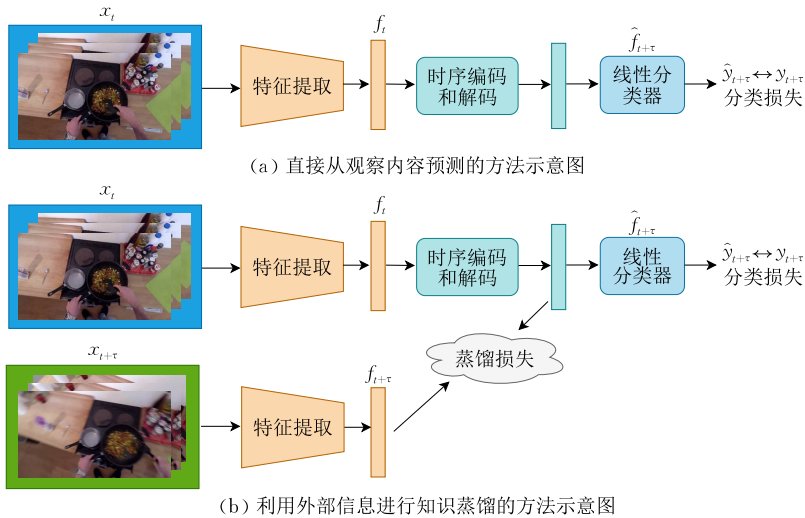 x_t
f_t
f̂_{t+τ}
特征提取
时序编码
和解码
线性分
类器
ŷ_{t+τ}↔y_{t+τ}
分类损失
(a) 直接从观察内容预测的方法示意图
x_t
f_t
f̂_{t+τ}
特征提取
时序编码
和解码
线性
分类器
ŷ_{t+τ}↔y_{t+τ}
分类损失
蒸馏损失
x_{t+τ}
f_{t+τ}
特征提取
(b) 利用外部信息进行知识蒸馏的方法示意图